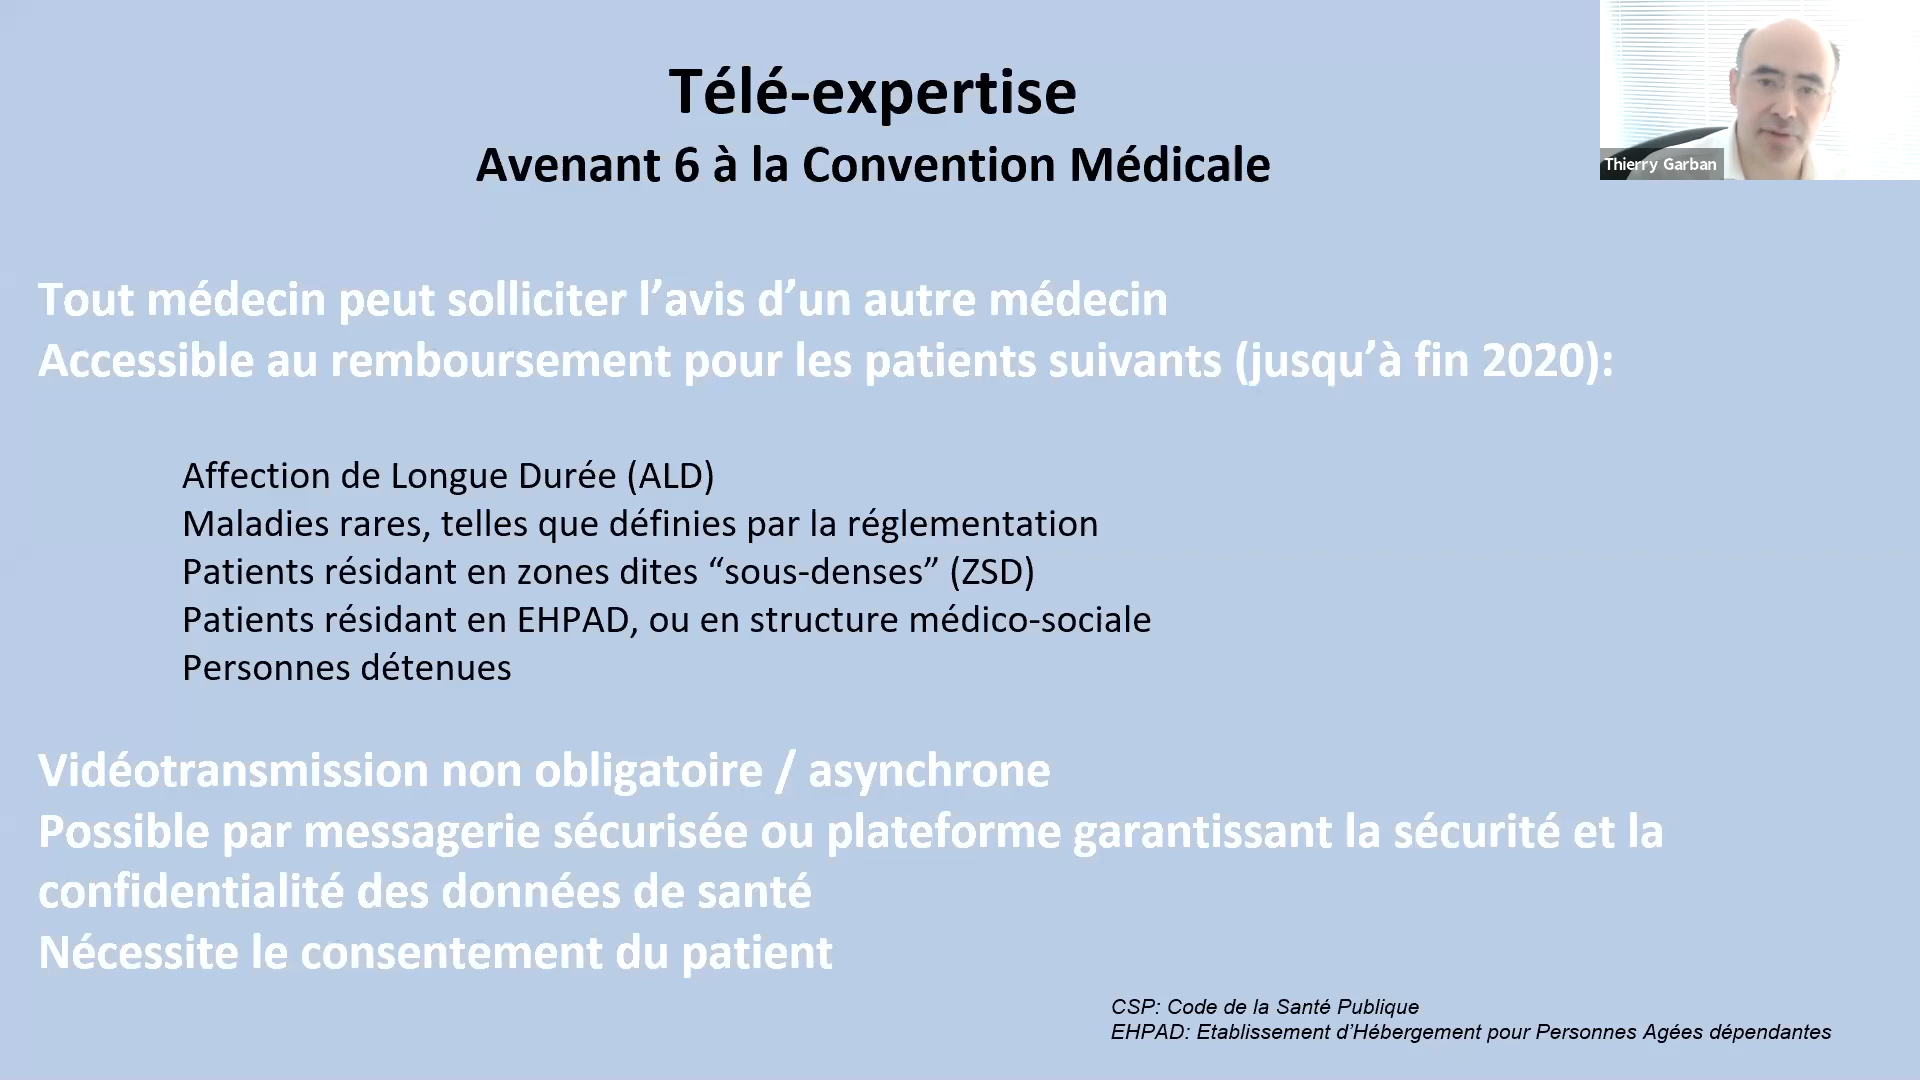 Télé-expertise
Avenant 6 à la Convention Médicale
Thierry Garban
Tout médecin peut solliciter l’avis d’un autre médecin
Accessible au remboursement pour les patients suivants (jusqu’à fin 2020):
Affection de Longue Durée (ALD)
Maladies rares, telles que définies par la réglementation
Patients résidant en zones dites “sous-denses” (ZSD)
Patients résidant en EHPAD, ou en structure médico-sociale
Personnes détenues
Vidéotransmission non obligatoire / asynchrone
Possible par messagerie sécurisée ou plateforme garantissant la sécurité et la
confidentialité des données de santé
Nécessite le consentement du patient
CSP: Code de la Santé Publique
EHPAD: Etablissement d’Hébergement pour Personnes Agées dépendantes